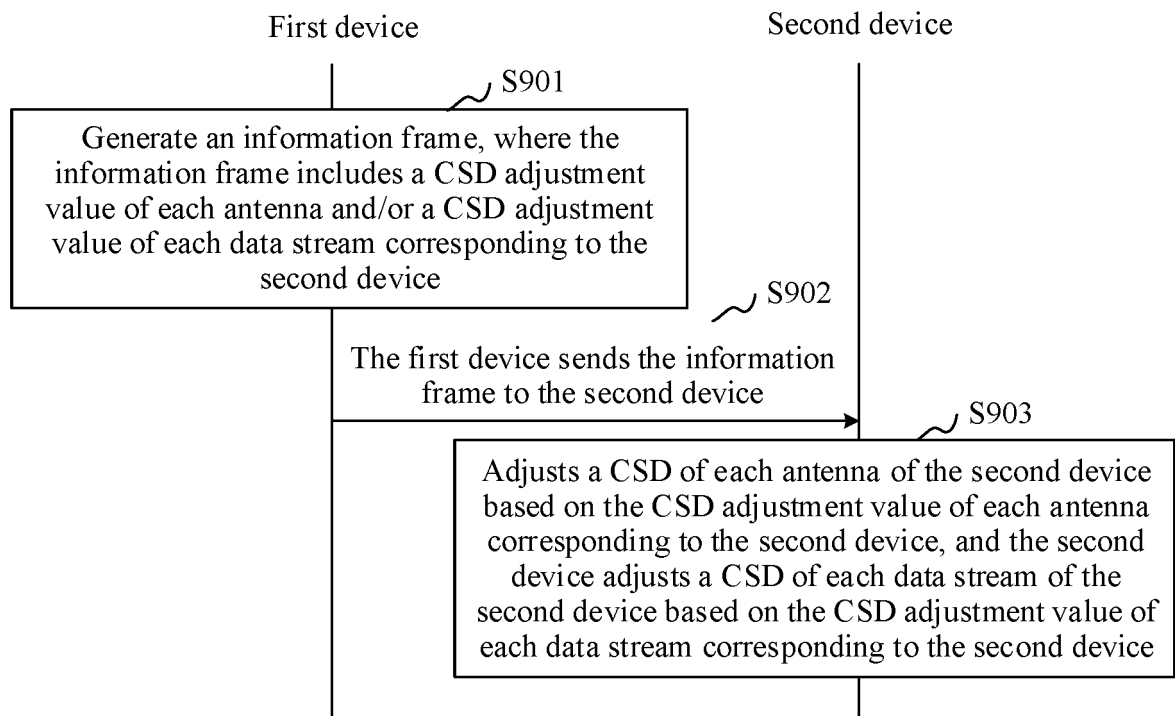 First device
Second device
S901
Generate an information frame, where the
information frame includes a CSD adjustment
value of each antenna and/or a CSD adjustment
value of each data stream corresponding to the
second device
S902
The first device sends the information
frame to the second device
S903
Adjusts a CSD of each antenna of the second device
based on the CSD adjustment value of each antenna
corresponding to the second device, and the second
device adjusts a CSD of each data stream of the
second device based on the CSD adjustment value of
each data stream corresponding to the second device